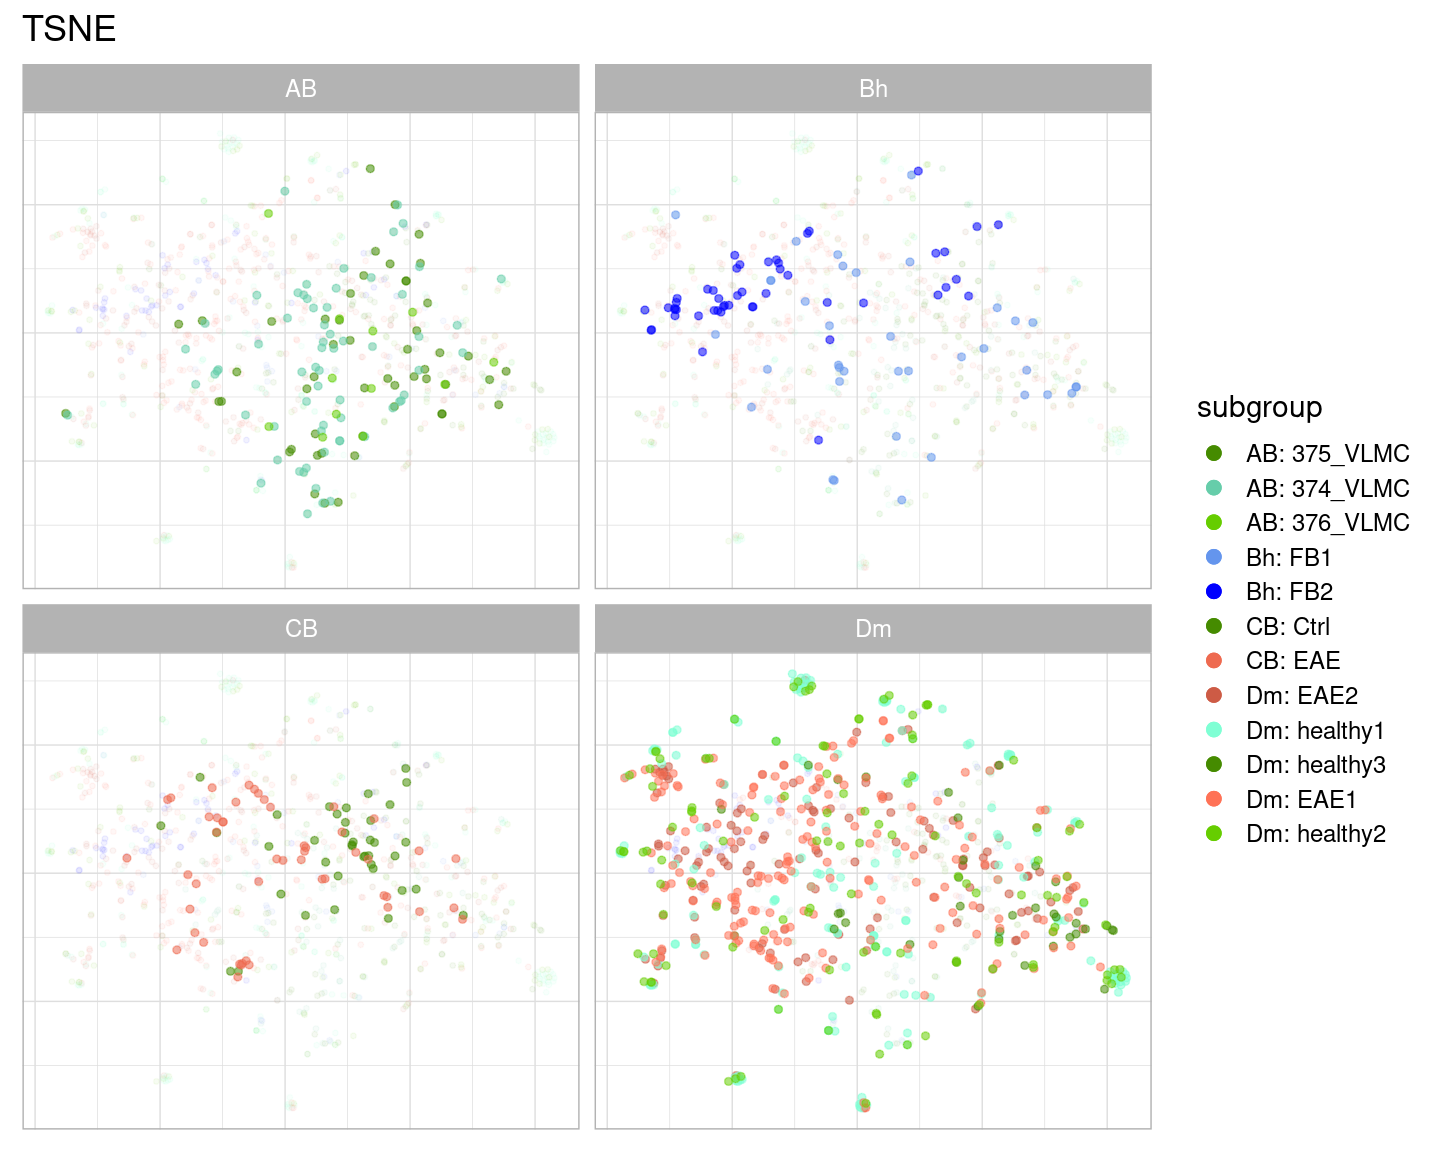 TSNE
AB
Bh
CB
Dm
subgroup
AB: 375_VLMC
AB: 374_VLMC
AB: 376_VLMC
Bh: FB1
Bh: FB2
CB: Ctrl
CB: EAE
Dm: EAE2
Dm: healthy1
Dm: healthy3
Dm: EAE1
Dm: healthy2